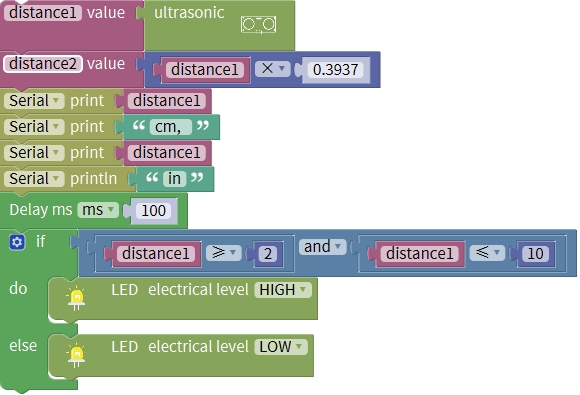 distance1 value ultrasonic
distance2 value distance1 × 0.3937
Serial print distance1
Serial print “ cm, ”
Serial print distance1
Serial println “ in ”
Delay ms ms 100
if distance1 ≥ 2 and distance1 ≤ 10
do LED electrical level HIGH
else LED electrical level LOW